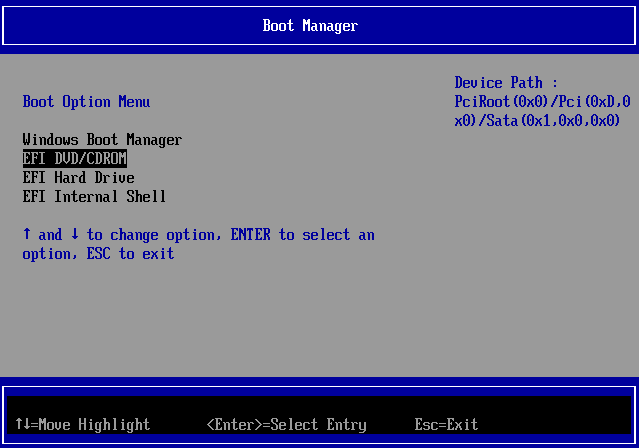 Boot Manager
Device Path :
Boot Option Menu
PciRoot(0x0)/Pci(0xD,0
x0)/Sata(0x1,0x0,0x0)
Windows Boot Manager
EFI DVD/CDROM
EFI Hard Drive
EFI Internal Shell
↑ and ↓ to change option, ENTER to select an
option, ESC to exit
↑↓=Move Highlight
<Enter>=Select Entry
Esc=Exit